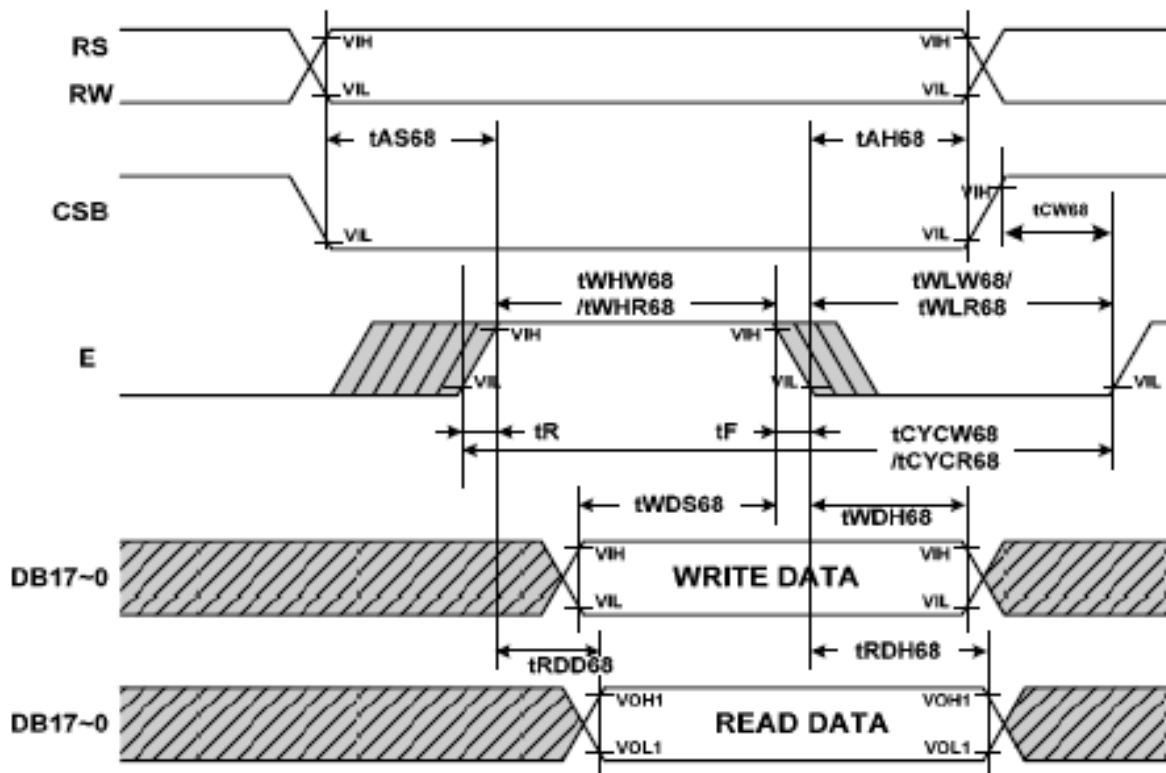 RS
VIH
VIH
RW
VIL
VIL
tAS68
tAH68
CSB
VIH
tCW68
VIL
VIL
tWHW68
/tWHR68
tWLW68/
tWLR68
E
VIH
VIH
VIL
VIL
VIL
tR
tF
tCYCW68
/tCYCR68
tWDS68
tWDH68
DB17~0
VIH
WRITE DATA
VIH
VIL
VIL
tRDD68
tRDH68
DB17~0
VOH1
READ DATA
VOH1
VOL1
VOL1